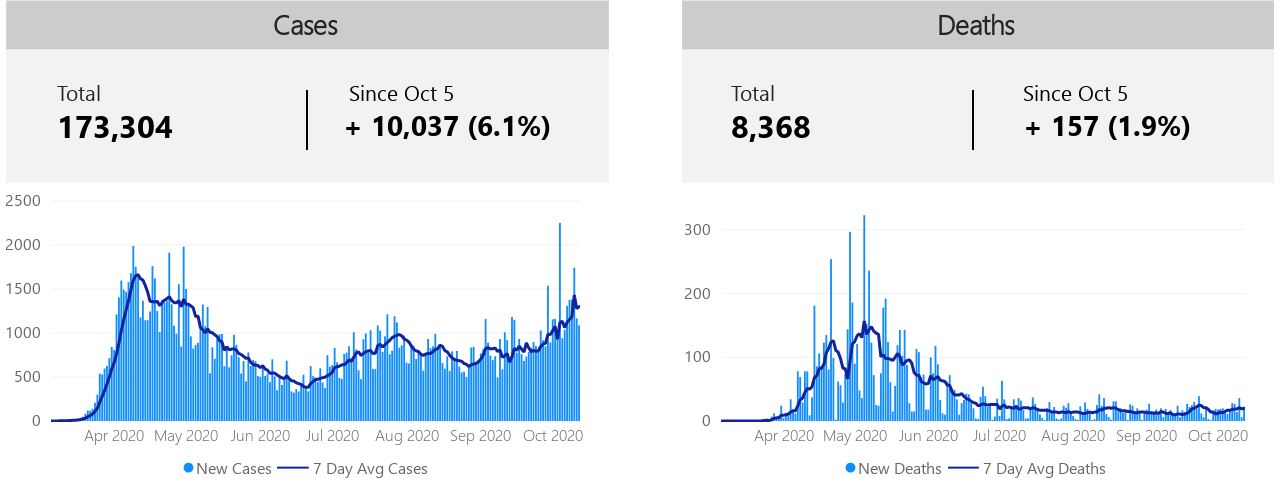 Cases
Total
173,304
Since Oct 5
+ 10,037 (6.1%)
2500
2000
1500
1000
500
0
Apr 2020 May 2020 Jun 2020 Jul 2020 Aug 2020 Sep 2020 Oct 2020
New Cases 7 Day Avg Cases
Deaths
Total
8,368
Since Oct 5
+ 157 (1.9%)
300
200
100
0
Apr 2020 May 2020 Jun 2020 Jul 2020 Aug 2020 Sep 2020 Oct 2020
New Deaths 7 Day Avg Deaths